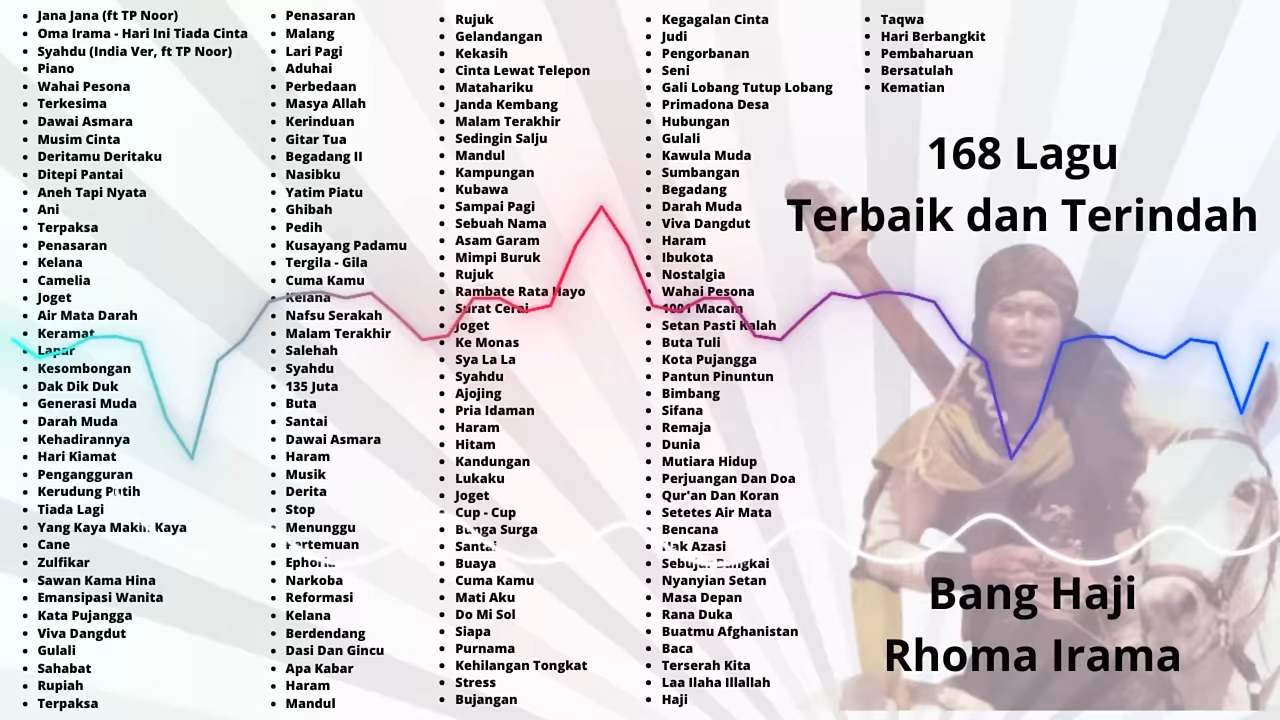 Jana Jana (ft TP Noor)
Oma Irama - Hari Ini Tiada Cinta
Syahdu (India Ver, ft TP Noor)
Piano
Wahai Pesona
Terkesima
Dawai Asmara
Musim Cinta
Deritamu Deritaku
Ditepi Pantai
Aneh Tapi Nyata
Ani
Terpaksa
Penasaran
Kelana
Camelia
Joget
Air Mata Darah
Keramat
Lapar
Kesombongan
Dak Dik Duk
Generasi Muda
Darah Muda
Kehadirannya
Hari Kiamat
Pengangguran
Kerudung Putih
Tiada Lagi
Yang Kaya Makin Kaya
Cane
Zulfikar
Sawan Kama Hina
Emansipasi Wanita
Kata Pujangga
Viva Dangdut
Gulali
Sahabat
Rupiah
Terpaksa
Penasaran
Malang
Lari Pagi
Aduhai
Perbedaan
Masya Allah
Kerinduan
Gitar Tua
Begadang II
Nasibku
Yatim Piatu
Ghibah
Pedih
Kusayang Padamu
Tergila - Gila
Cuma Kamu
Kelana
Nafsu Serakah
Malam Terakhir
Salehah
Syahdu
135 Juta
Buta
Santai
Dawai Asmara
Haram
Musik
Derita
Stop
Menunggu
Pertemuan
Ephoria
Narkoba
Reformasi
Kelana
Berdendang
Dasi Dan Gincu
Apa Kabar
Haram
Mandul
Rujuk
Gelandangan
Kekasih
Cinta Lewat Telepon
Matahariku
Janda Kembang
Malam Terakhir
Sedingin Salju
Mandul
Kampungan
Kubawa
Sampai Pagi
Sebuah Nama
Asam Garam
Mimpi Buruk
Rujuk
Rambate Rata Hayo
Surat Cerai
Joget
Ke Monas
Sya La La
Syahdu
Ajojing
Pria Idaman
Haram
Hitam
Kandungan
Lukaku
Joget
Cup - Cup
Bunga Surga
Santai
Buaya
Cuma Kamu
Mati Aku
Do Mi Sol
Siapa
Purnama
Kehilangan Tongkat
Stress
Bujangan
Kegagalan Cinta
Judi
Pengorbanan
Seni
Gali Lobang Tutup Lobang
Primadona Desa
Hubungan
Gulali
Kawula Muda
Sumbangan
Begadang
Darah Muda
Viva Dangdut
Haram
Ibukota
Nostalgia
Wahai Pesona
1001 Macam
Setan Pasti Kalah
Buta Tuli
Kota Pujangga
Pantun Pinuntun
Bimbang
Sifana
Remaja
Dunia
Mutiara Hidup
Perjuangan Dan Doa
Qur'an Dan Koran
Setetes Air Mata
Bencana
Hak Azasi
Sebujur Bangkai
Nyanyian Setan
Masa Depan
Rana Duka
Buatmu Afghanistan
Baca
Terserah Kita
Laa Ilaha Illallah
Haji
Taqwa
Hari Berbangkit
Pembaharuan
Bersatulah
Kematian
168 Lagu
Terbaik dan Terindah
Bang Haji
Rhoma Irama